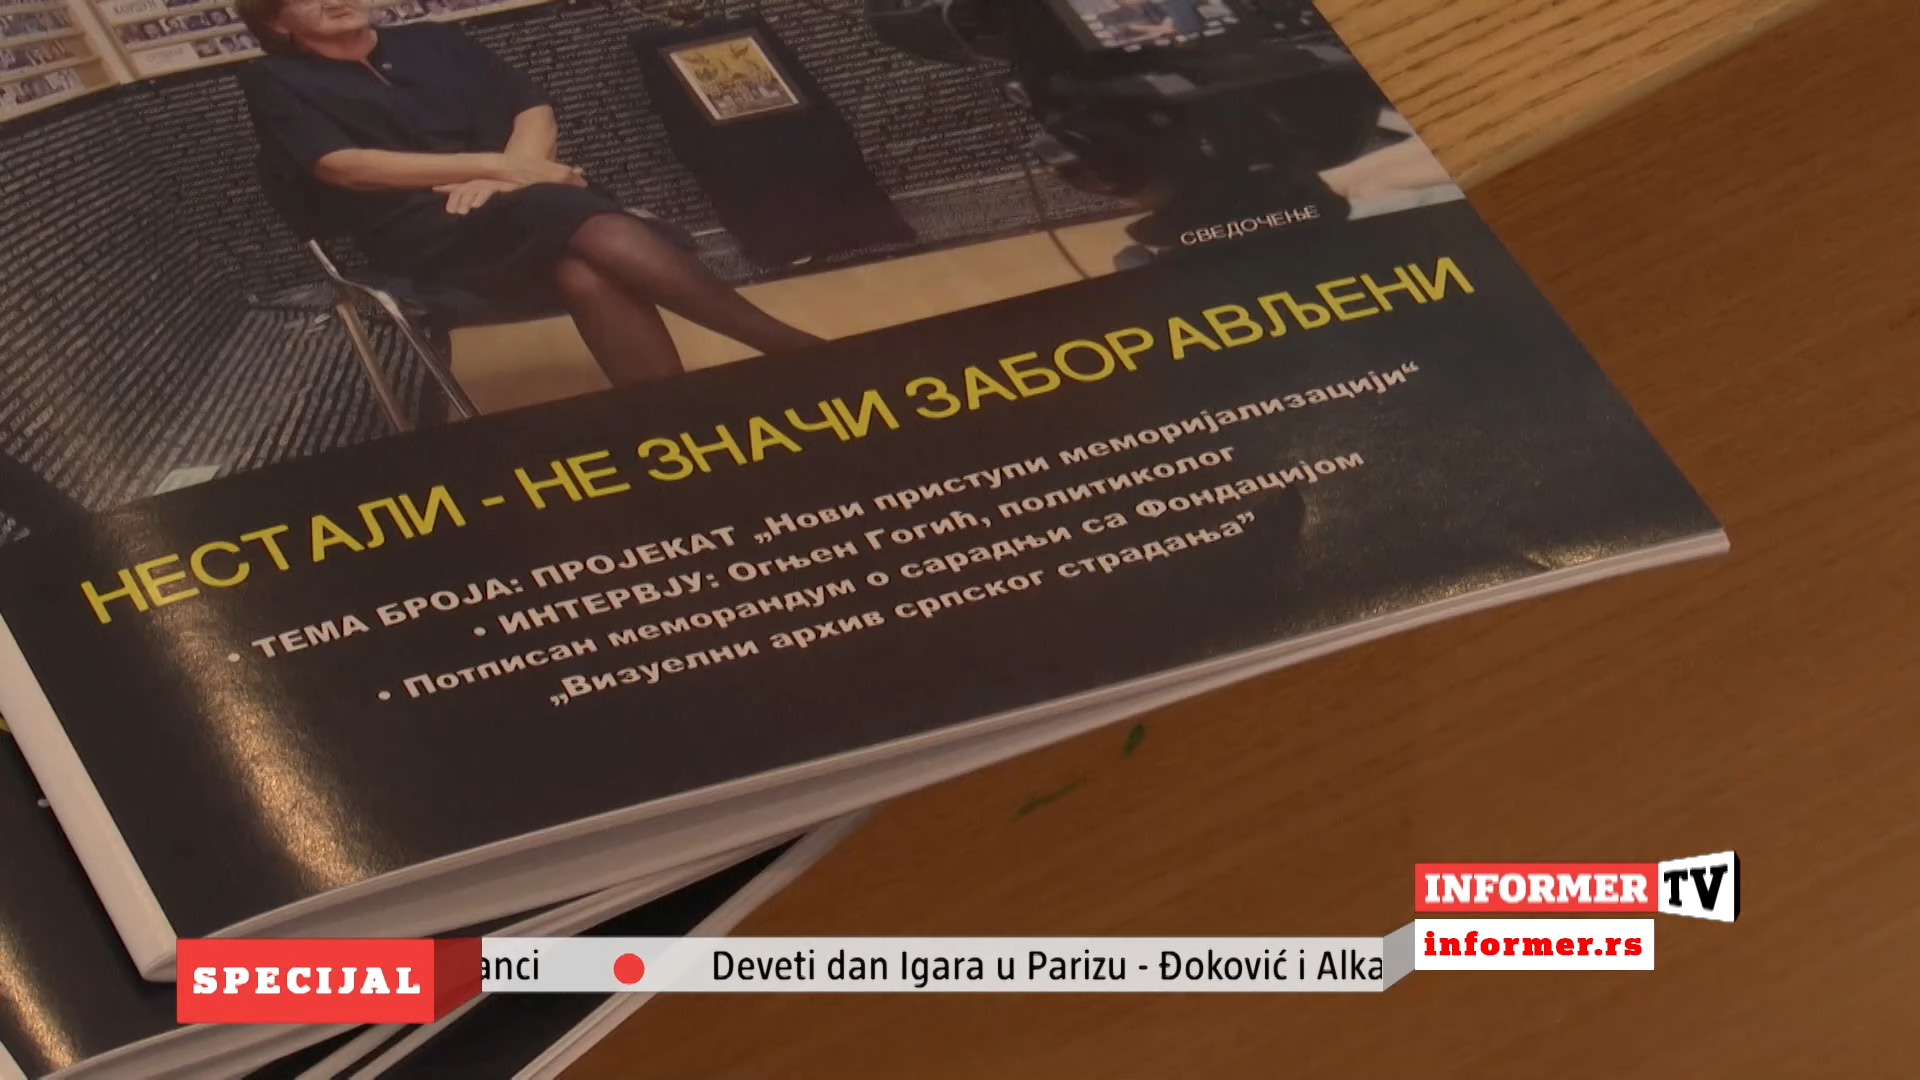 СВЕДОЧЕЊЕ
НЕСТАЛИ - НЕ ЗНАЧИ ЗАБОРАВЉЕНИ
• ТЕМА БРОЈА: ПРОЈЕКАТ „Нови приступи меморијализацији“
• ИНТЕРВЈУ: Огњен Гогић, политиколог
• Потписан меморандум о сарадњи са Фондацијом
„Визуелни архив српског страдања”
INFORMER TV
informer.rs
SPECIJAL
anci Deveti dan Igara u Parizu - Đoković i Alka